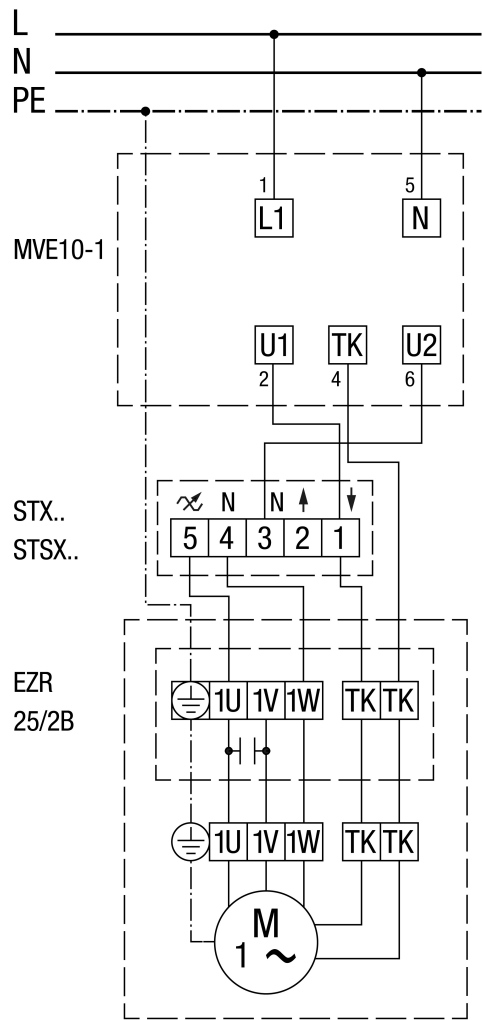 L
N
PE
1 5
L1 N
MVE10-1
U1 TK U2
2 4 6
STX.. N N
STSX.. 5 4 3 2 1
EZR
25/2B
1U 1V 1W TK TK
1U 1V 1W TK TK
M
1 ~